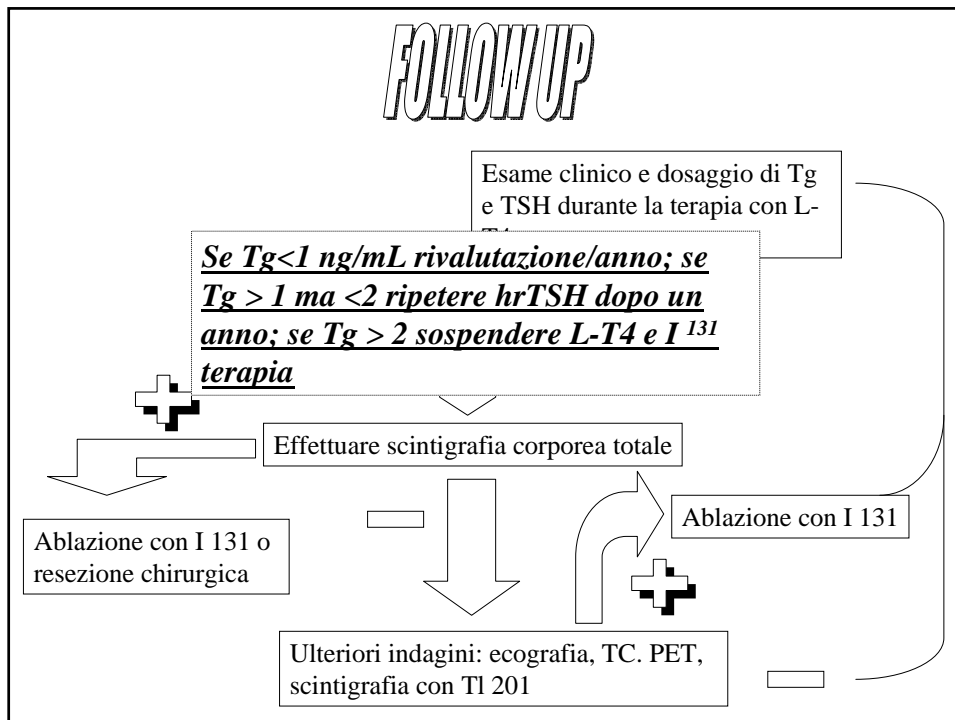 FOLLOW UP
Esame clinico e dosaggio di Tg
e TSH durante la terapia con L-
Se Tg<1 ng/mL rivalutazione/anno; se
Tg > 1 ma <2 ripetere hrTSH dopo un
anno; se Tg > 2 sospendere L-T4 e I 131
terapia
Effettuare scintigrafia corporea totale
Ablazione con I 131
Ablazione con I 131 o
resezione chirurgica
Ulteriori indagini: ecografia, TC. PET,
scintigrafia con Tl 201